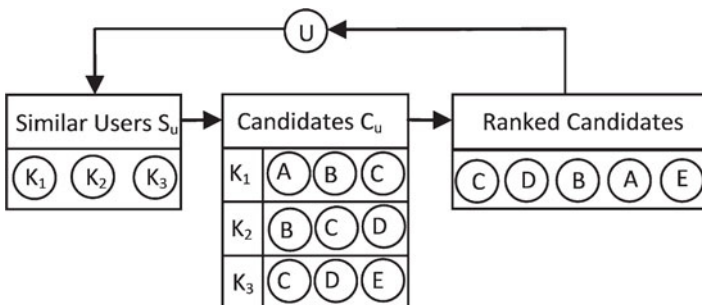 U
Similar Users Su
Candidates Cu
Ranked Candidates
K1 K2 K3
K1 A B C
K2 B C D
K3 C D E
C D B A E